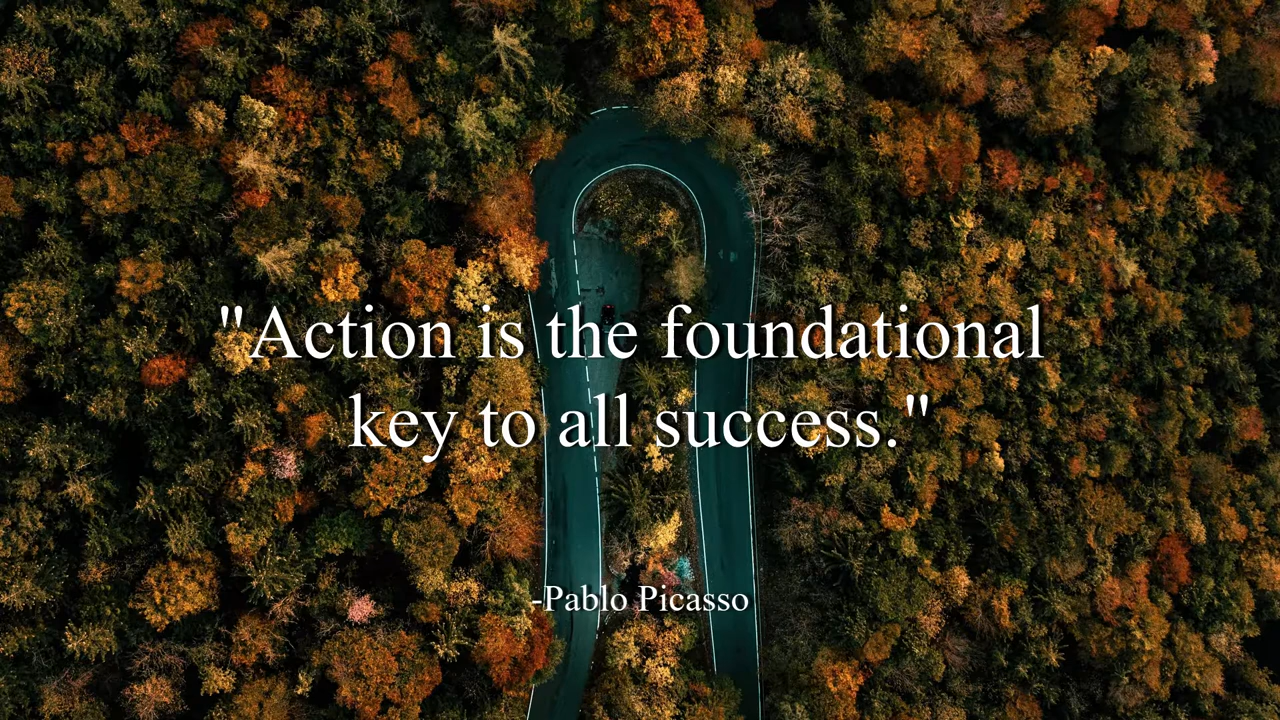 "Action is the foundational
key to all success."
-Pablo Picasso